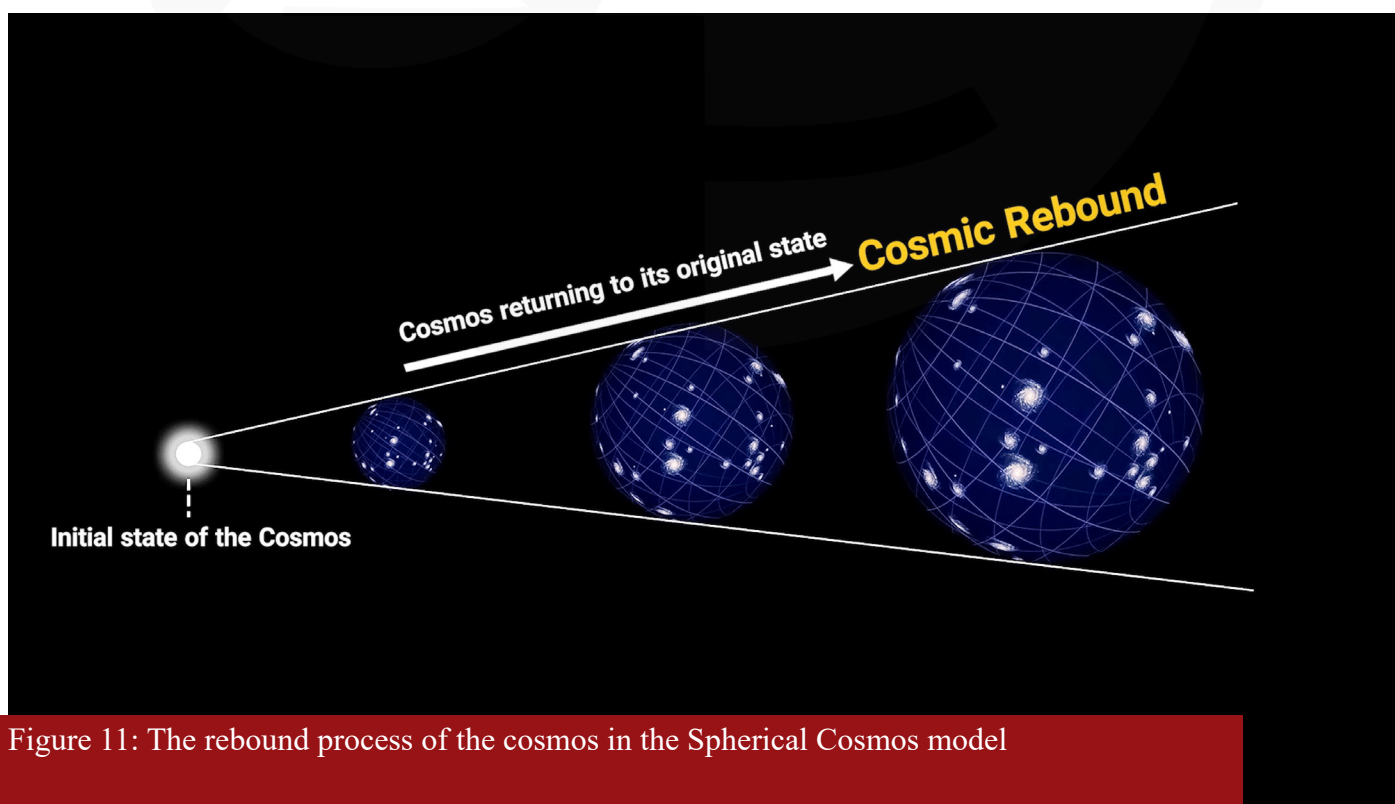 Cosmic Rebound
Cosmos returning to its original state
Initial state of the Cosmos
Figure 11: The rebound process of the cosmos in the Spherical Cosmos model